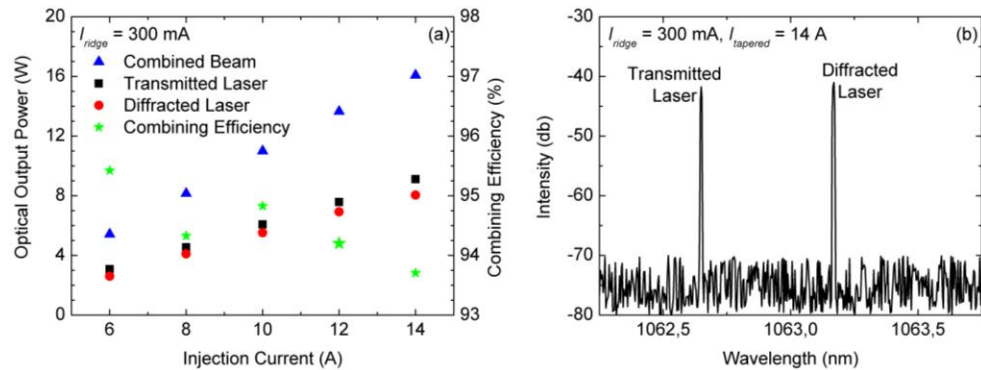 I_ridge = 300 mA
(a)
Combined Beam
Transmitted Laser
Diffracted Laser
Combining Efficiency
20
16
12
8
4
0
Optical Output Power (W)
98
97
96
95
94
93
Combining Efficiency (%)
6 8 10 12 14
Injection Current (A)
I_ridge = 300 mA, I_tapered = 14 A
(b)
Transmitted
Laser
Diffracted
Laser
-30
-40
-50
-60
-70
-80
Intensity (db)
1062,5 1063,0 1063,5
Wavelength (nm)